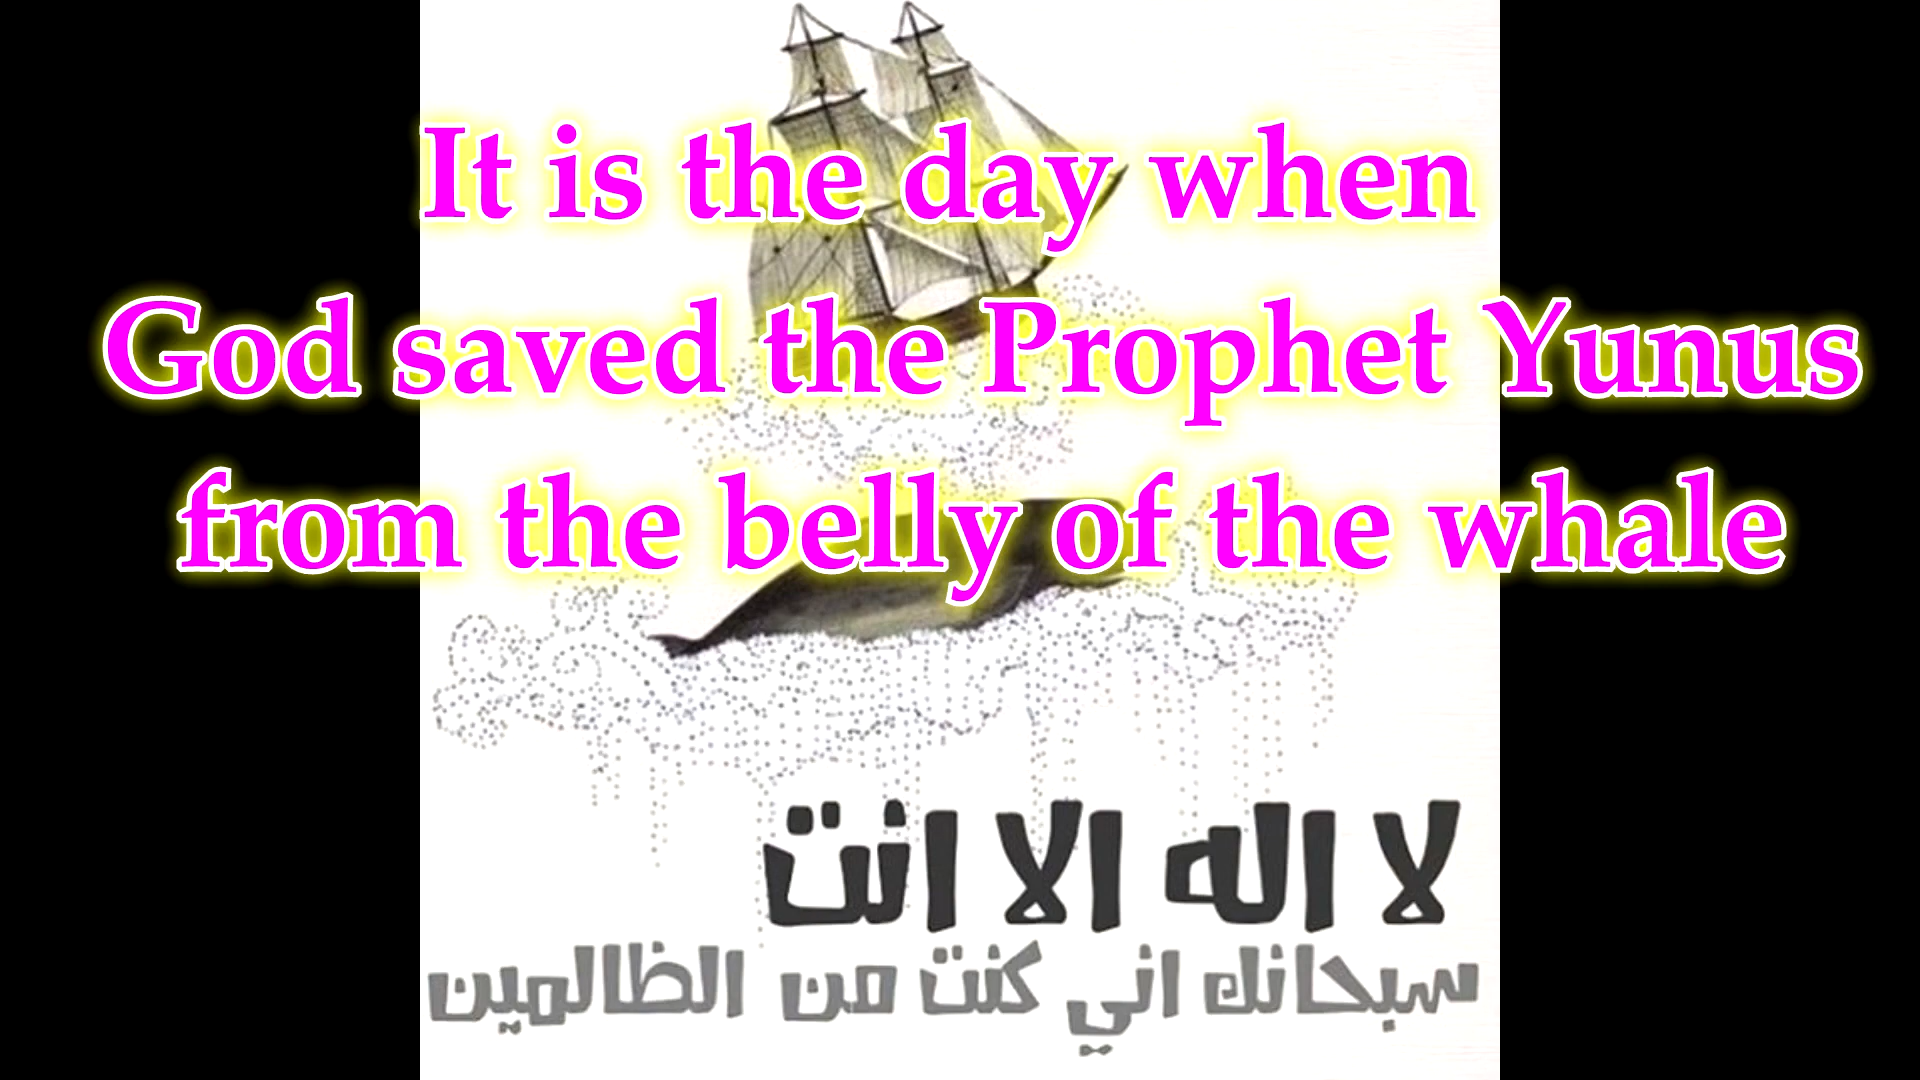 It is the day when
God saved the Prophet Yunus
from the belly of the whale
لا اله الا انت
سبحانك اني كنت من الظالمين